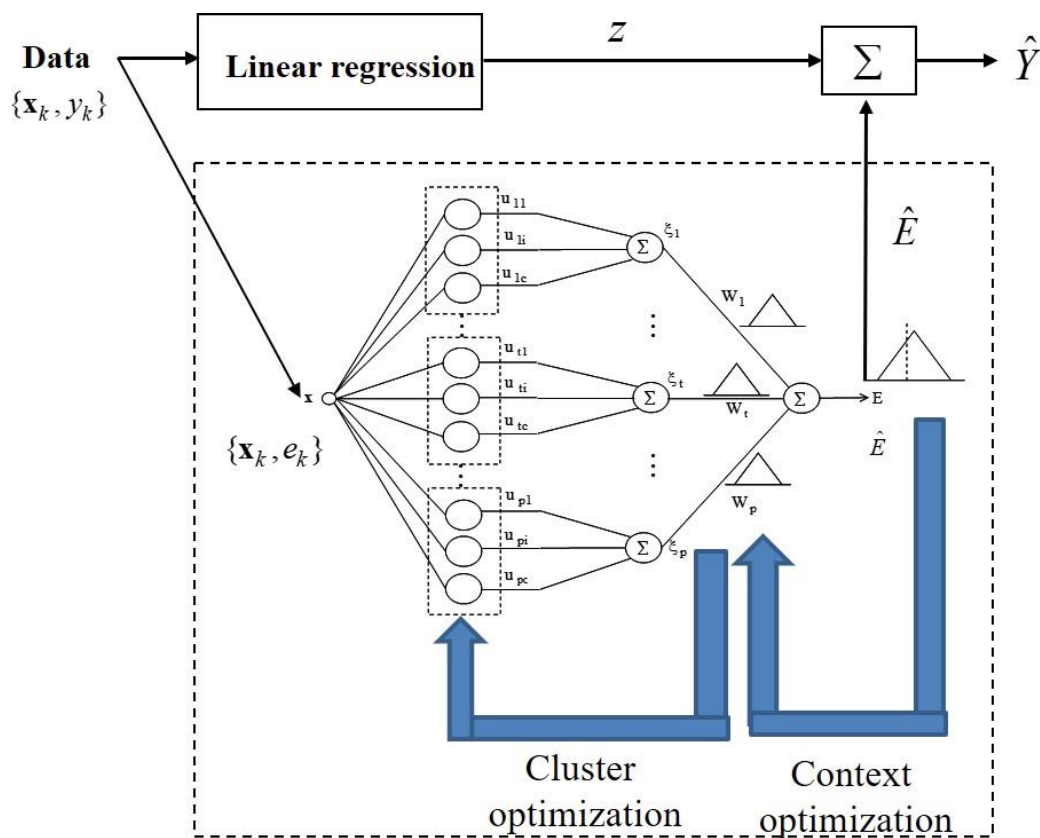 Data
{x_k, y_k}
Linear regression
z
Σ
Ŷ
Ê
u_11
u_1i
u_1c
Σ
ξ_1
W_1
u_t1
u_ti
u_tc
Σ
ξ_t
W_t
Σ
E
Ê
x
{x_k, e_k}
u_p1
u_pi
u_pc
Σ
ξ_p
W_p
Cluster
optimization
Context
optimization